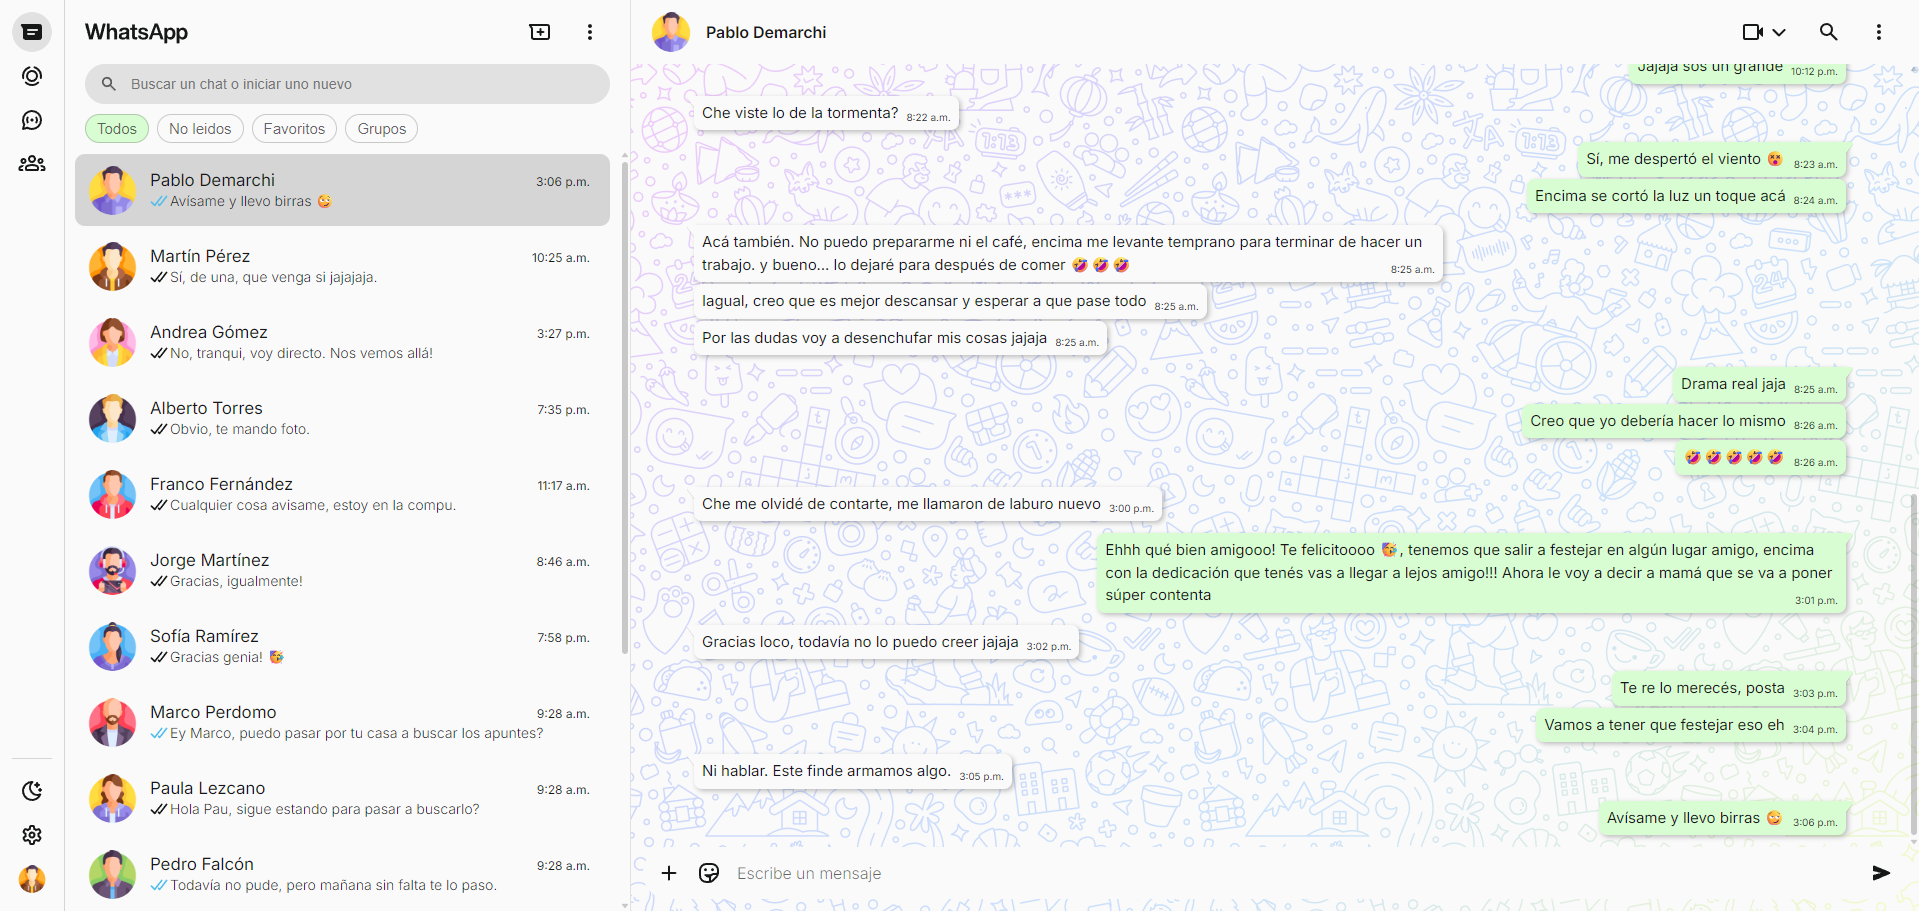 WhatsApp
Buscar un chat o iniciar uno nuevo
Todos
No leidos
Favoritos
Grupos
Pablo Demarchi
3:06 p.m.
Avísame y llevo birras 🤪
Martín Pérez
10:25 a.m.
Sí, de una, que venga si jajajaja.
Andrea Gómez
3:27 p.m.
No, tranqui, voy directo. Nos vemos allá!
Alberto Torres
7:35 p.m.
Obvio, te mando foto.
Franco Fernández
11:17 a.m.
Cualquier cosa avisame, estoy en la compu.
Jorge Martínez
8:46 a.m.
Gracias, igualmente!
Sofía Ramírez
7:58 p.m.
Gracias genia! 🥳
Marco Perdomo
9:28 a.m.
Ey Marco, puedo pasar por tu casa a buscar los apuntes?
Paula Lezcano
9:28 a.m.
Hola Pau, sigue estando para pasar a buscarlo?
Pedro Falcón
9:28 a.m.
Todavía no pude, pero mañana sin falta te lo paso.
Pablo Demarchi
Jajaja sos un grande 10:12 p.m.
Che viste lo de la tormenta? 8:22 a.m.
Sí, me despertó el viento 😵 8:23 a.m.
Encima se cortó la luz un toque acá 8:24 a.m.
Acá también. No puedo prepararme ni el café, encima me levante temprano para terminar de hacer un
trabajo. y bueno... lo dejaré para después de comer 🤣 🤣 🤣 8:25 a.m.
Iagual, creo que es mejor descansar y esperar a que pase todo 8:25 a.m.
Por las dudas voy a desenchufar mis cosas jajaja 8:25 a.m.
Drama real jaja 8:25 a.m.
Creo que yo debería hacer lo mismo 8:26 a.m.
🤣 🤣 🤣 🤣 🤣 8:26 a.m.
Che me olvidé de contarte, me llamaron de laburo nuevo 3:00 p.m.
Ehhh qué bien amigooo! Te felicitoooo 🥳, tenemos que salir a festejar en algún lugar amigo, encima
con la dedicación que tenés vas a llegar a lejos amigo!!! Ahora le voy a decir a mamá que se va a poner
súper contenta 3:01 p.m.
Gracias loco, todavía no lo puedo creer jajaja 3:02 p.m.
Te re lo merecés, posta 3:03 p.m.
Vamos a tener que festejar eso eh 3:04 p.m.
Ni hablar. Este finde armamos algo. 3:05 p.m.
Avísame y llevo birras 🤪 3:06 p.m.
Escribe un mensaje